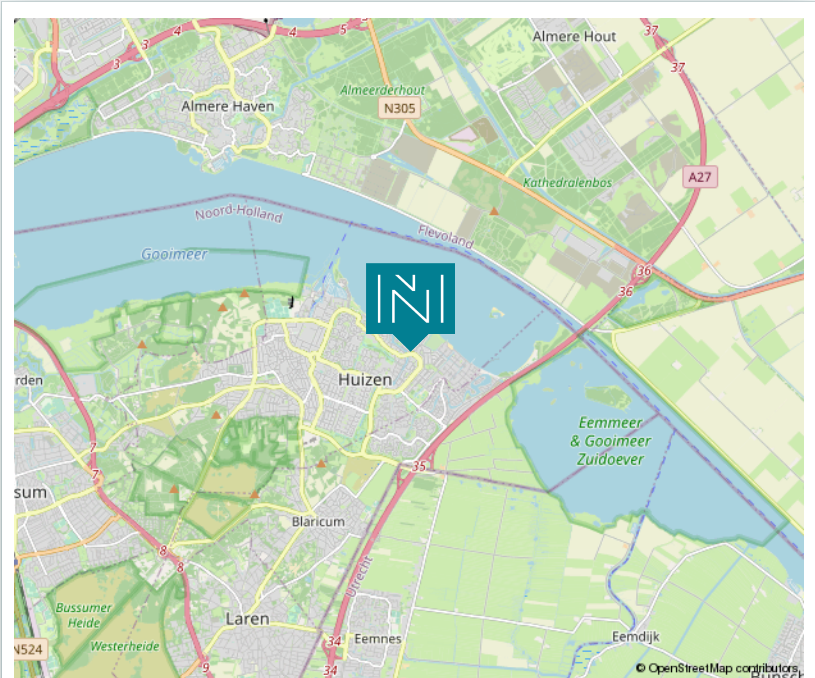 37
4
4
5
3
3
Almere Hout
37
Almeerderhout
N305
Almere Haven
A27
Kathedralenbos
Noord-Holland
Flevoland
Gooimeer
36
36
N
Huizen
rden
Eemmeer
& Gooimeer
Zuidoever
7
7
35
sum
Blaricum
8
8
Utrecht
Bussumer
Heide
Laren
Westerheide
Eemnes
Eemdijk
34
34
N524
9
© OpenStreetMap contributors